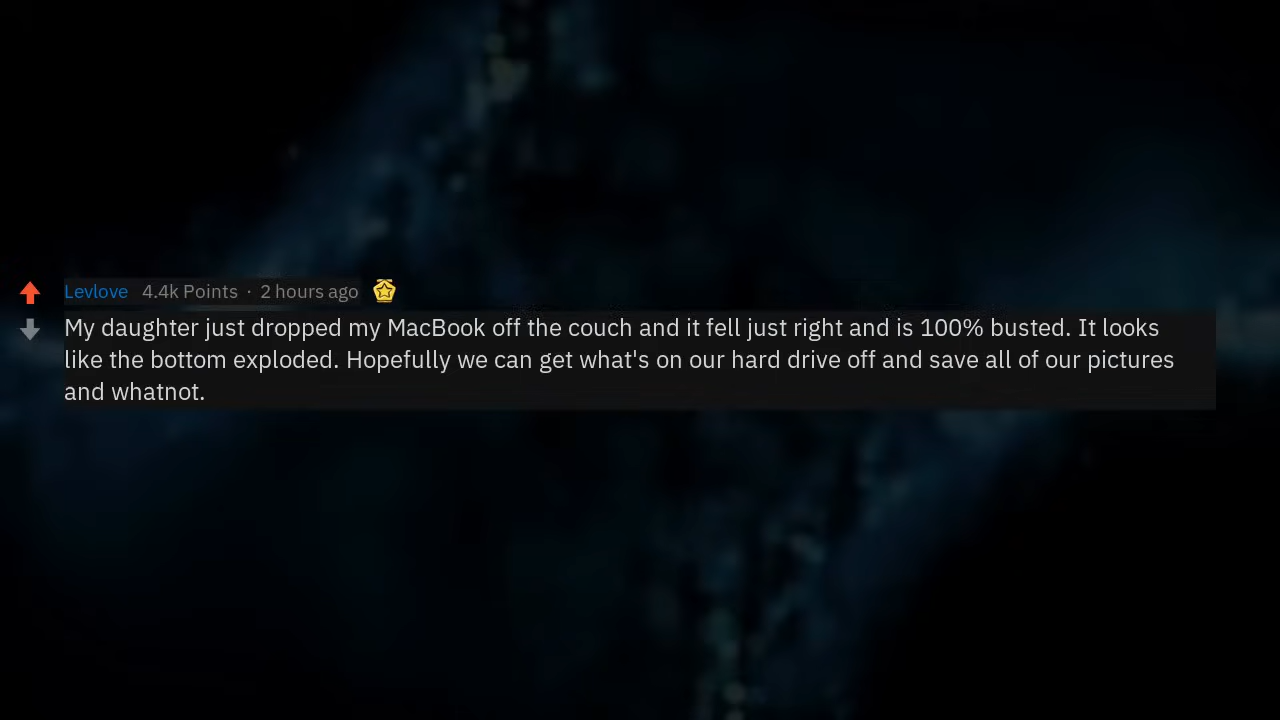 Levlove 4.4k Points · 2 hours ago
My daughter just dropped my MacBook off the couch and it fell just right and is 100% busted. It looks
like the bottom exploded. Hopefully we can get what's on our hard drive off and save all of our pictures
and whatnot.